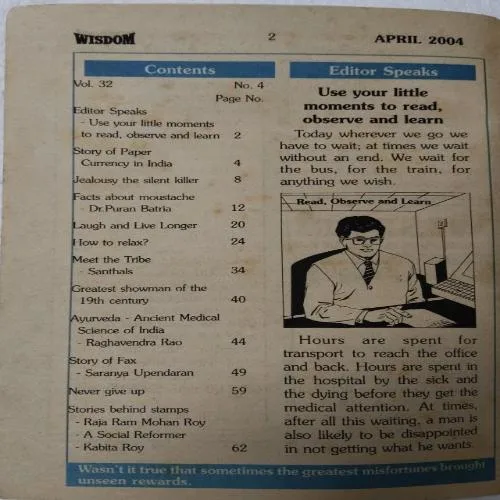 WISDOM 2 APRIL 2004
Contents
Vol. 32 No. 4
Page No.
Editor Speaks
- Use your little moments
to read, observe and learn 2
Story of Paper
Currency in India 4
Jealousy the silent killer 8
Facts about moustache
- Dr.Puran Batria 12
Laugh and Live Longer 20
How to relax? 24
Meet the Tribe
- Santhals 34
Greatest showman of the
19th century 40
Ayurveda - Ancient Medical
Science of India
- Raghavendra Rao 44
Story of Fax
- Saranya Upendaran 49
Never give up 59
Stories behind stamps
- Raja Ram Mohan Roy
- A Social Reformer
- Kabita Roy 62
Editor Speaks
Use your little
moments to read,
observe and learn
Today wherever we go we
have to wait; at times we wait
without an end. We wait for
the bus, for the train, for
anything we wish.
Read, Observe and Learn
Hours are spent for
transport to reach the office
and back. Hours are spent in
the hospital by the sick and
the dying before they get the
medical attention. At times,
after all this waiting, a man is
also likely to be disappointed
in not getting what he wants.
Wasn't it true that sometimes the greatest misfortunes brought
unseen rewards.